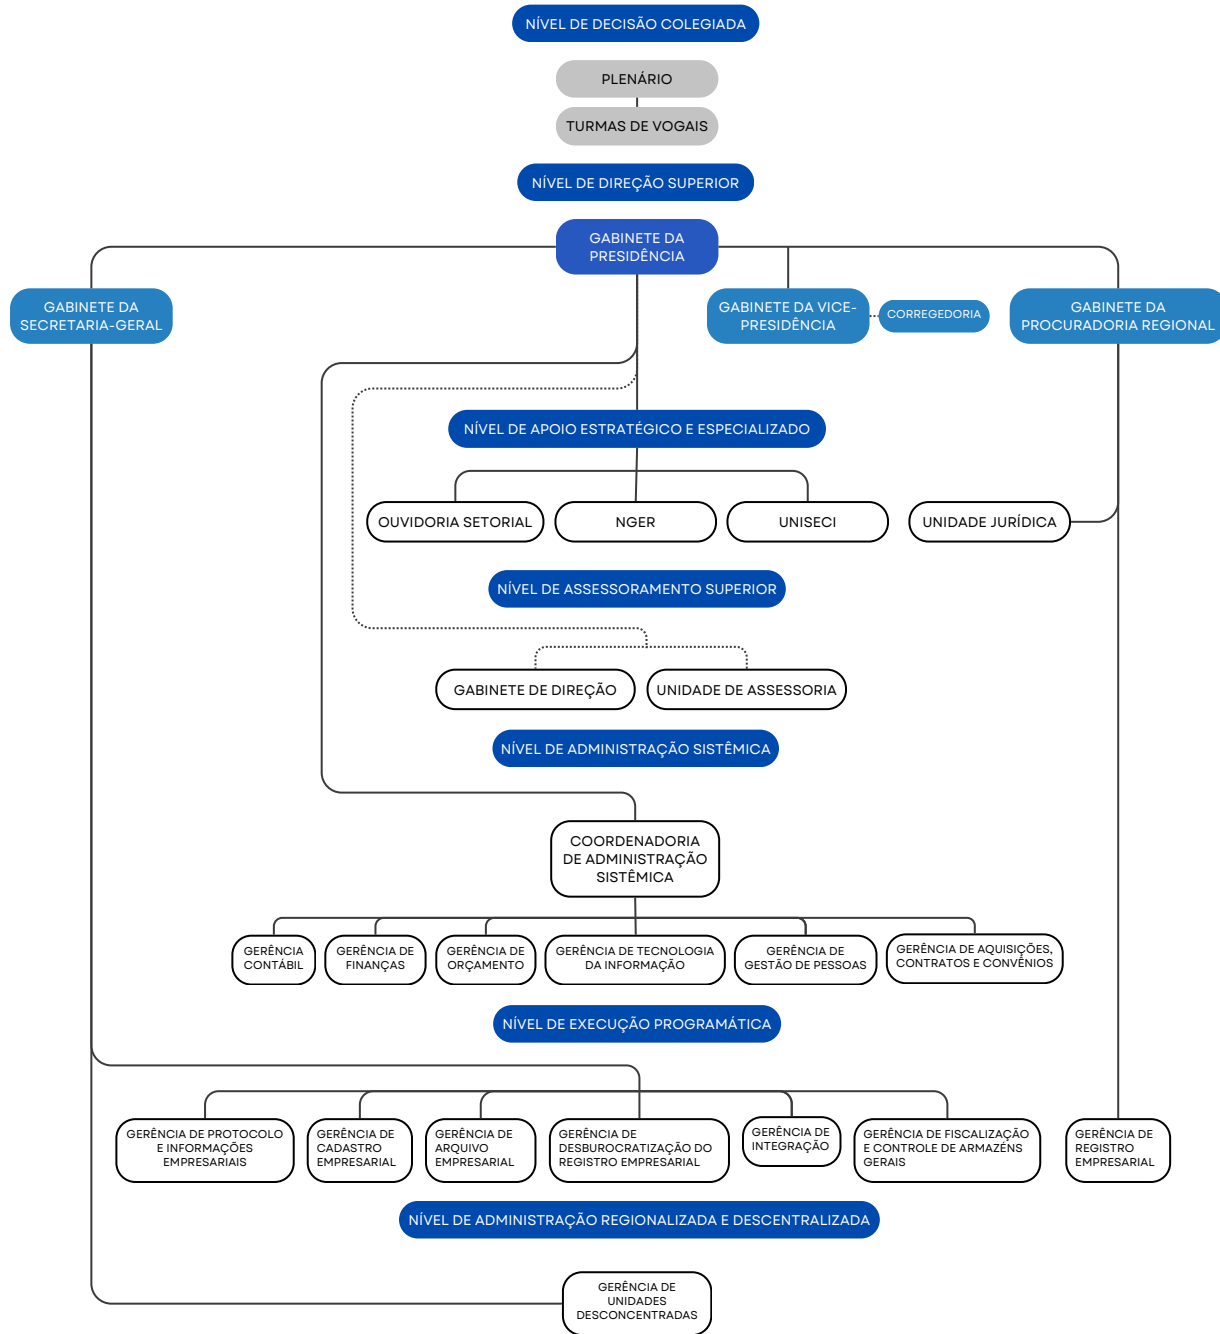 NÍVEL DE DECISÃO COLEGIADA
PLENÁRIO
TURMAS DE VOGAIS
NÍVEL DE DIREÇÃO SUPERIOR
GABINETE DA
PRESIDÊNCIA
GABINETE DA
SECRETARIA-GERAL
GABINETE DA VICE-
PRESIDÊNCIA
CORREGEDORIA
GABINETE DA
PROCURADORIA REGIONAL
NÍVEL DE APOIO ESTRATÉGICO E ESPECIALIZADO
OUVIDORIA SETORIAL
NGER
UNISECI
UNIDADE JURÍDICA
NÍVEL DE ASSESSORAMENTO SUPERIOR
GABINETE DE DIREÇÃO
UNIDADE DE ASSESSORIA
NÍVEL DE ADMINISTRAÇÃO SISTÊMICA
COORDENADORIA
DE ADMINISTRAÇÃO
SISTÊMICA
GERÊNCIA
CONTÁBIL
GERÊNCIA DE
FINANÇAS
GERÊNCIA DE
ORÇAMENTO
GERÊNCIA DE TECNOLOGIA
DA INFORMAÇÃO
GERÊNCIA DE
GESTÃO DE PESSOAS
GERÊNCIA DE AQUISIÇÕES,
CONTRATOS E CONVÊNIOS
NÍVEL DE EXECUÇÃO PROGRAMÁTICA
GERÊNCIA DE PROTOCOLO
E INFORMAÇÕES
EMPRESARIAIS
GERÊNCIA DE
CADASTRO
EMPRESARIAL
GERÊNCIA DE
ARQUIVO
EMPRESARIAL
GERÊNCIA DE
DESBUROCRATIZAÇÃO DO
REGISTRO EMPRESARIAL
GERÊNCIA DE
INTEGRAÇÃO
GERÊNCIA DE FISCALIZAÇÃO
E CONTROLE DE ARMAZÉNS
GERAIS
GERÊNCIA DE
REGISTRO
EMPRESARIAL
NÍVEL DE ADMINISTRAÇÃO REGIONALIZADA E DESCENTRALIZADA
GERÊNCIA DE
UNIDADES
DESCONCENTRADAS